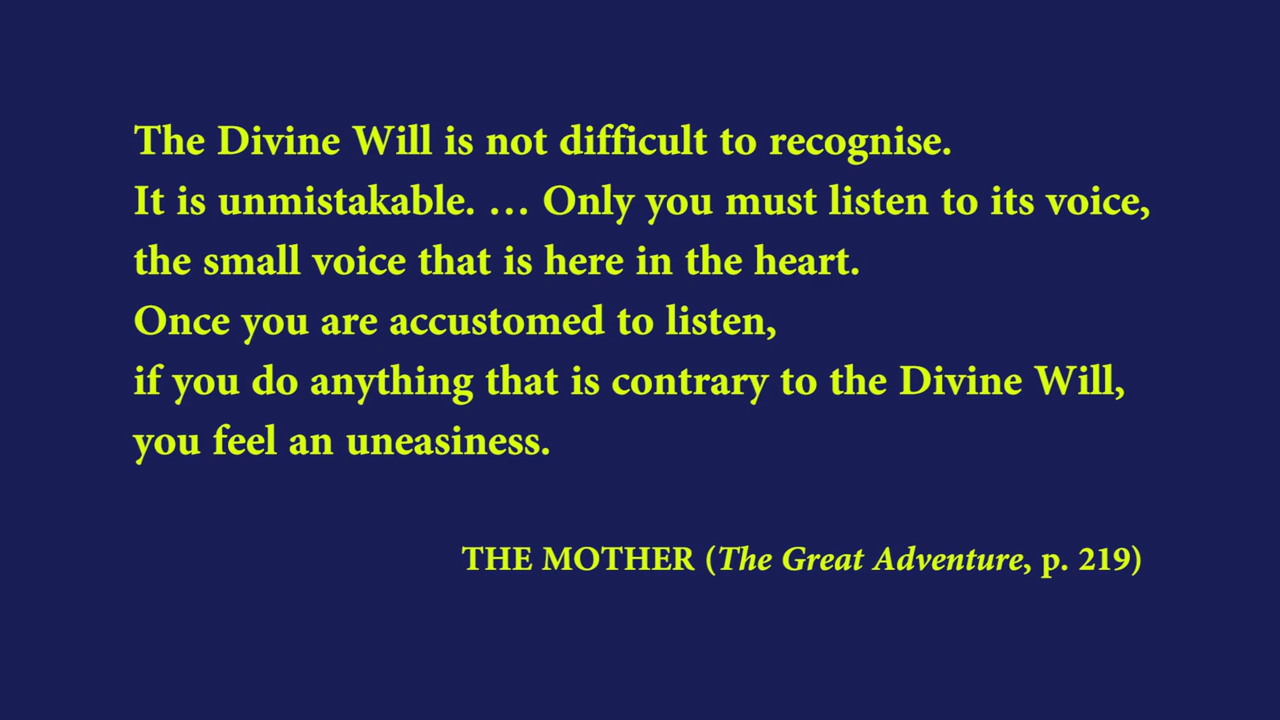 The Divine Will is not difficult to recognise.
It is unmistakable. … Only you must listen to its voice,
the small voice that is here in the heart.
Once you are accustomed to listen,
if you do anything that is contrary to the Divine Will,
you feel an uneasiness.
THE MOTHER (The Great Adventure, p. 219)